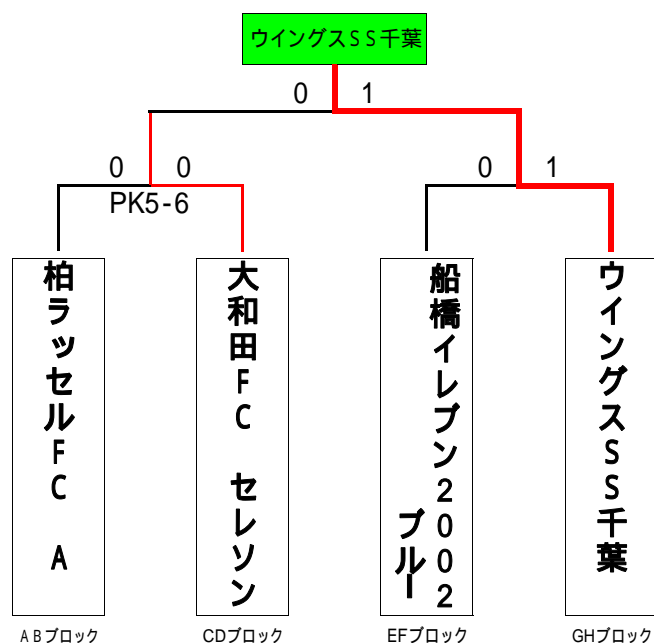 ウイングスSS千葉
0 1
0 0
PK5-6
0 1
柏ラッセルFC A
大和田FC セレソン
船橋イレブン2002
ブルー
ウイングスSS千葉
ABブロック
CDブロック
EFブロック
GHブロック